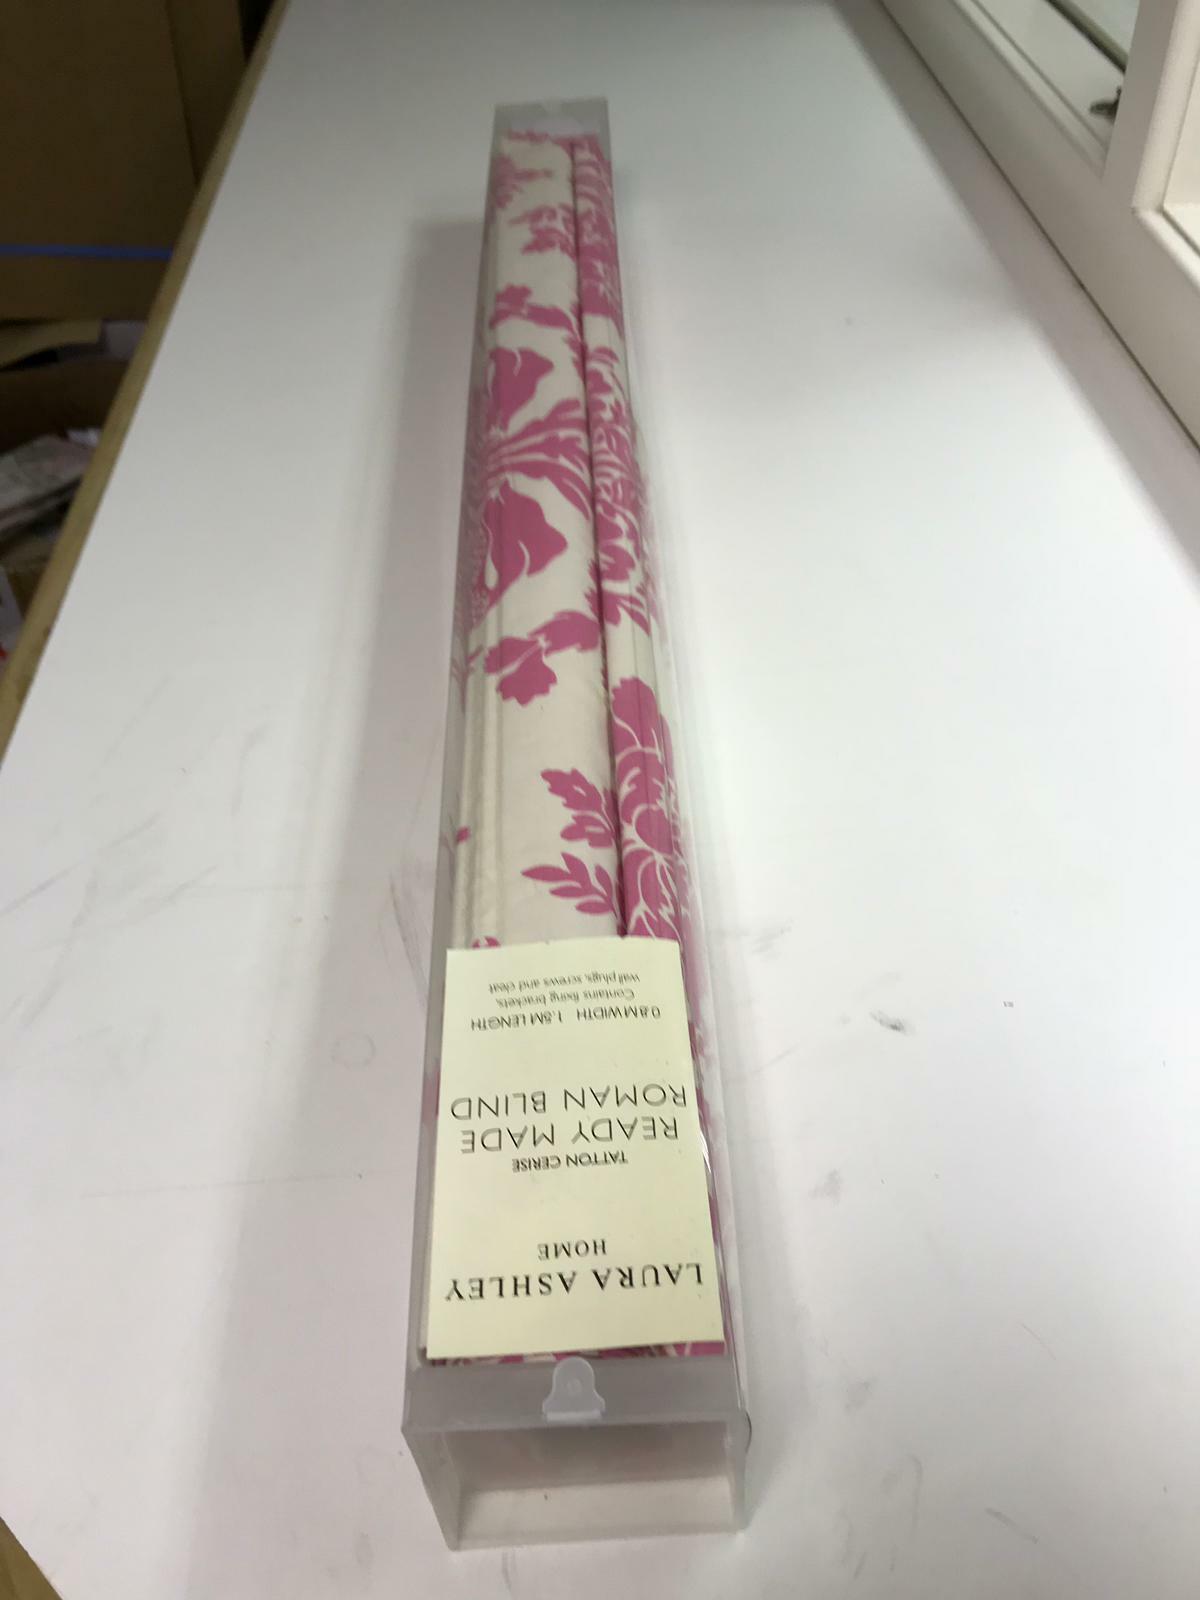 LAURA ASHLEY
HOME
TATTON CERISE
READY MADE
ROMAN BLIND
0.8M WIDTH 1.5M LENGTH
Contains fixing brackets,
wall plugs, screws and cleat